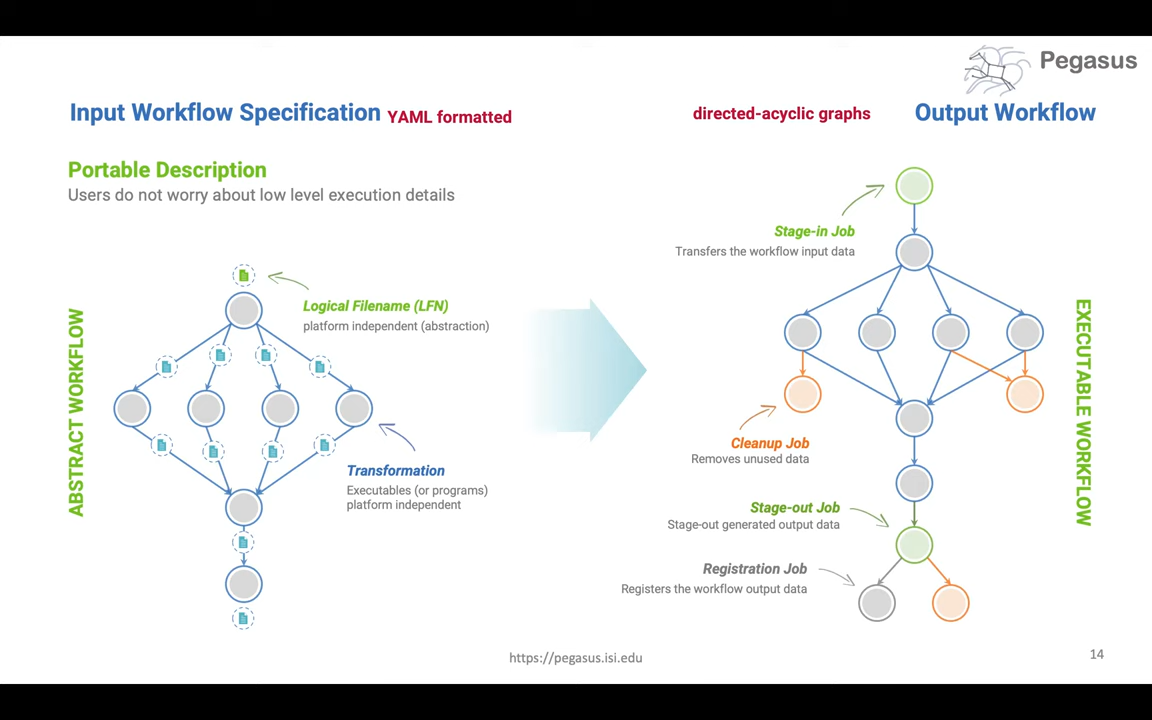 Pegasus
Input Workflow Specification YAML formatted
directed-acyclic graphs Output Workflow
Portable Description
Users do not worry about low level execution details
ABSTRACT WORKFLOW
Logical Filename (LFN)
platform independent (abstraction)
Transformation
Executables (or programs)
platform independent
Stage-in Job
Transfers the workflow input data
Cleanup Job
Removes unused data
Stage-out Job
Stage-out generated output data
Registration Job
Registers the workflow output data
EXECUTABLE WORKFLOW
https://pegasus.isi.edu
14